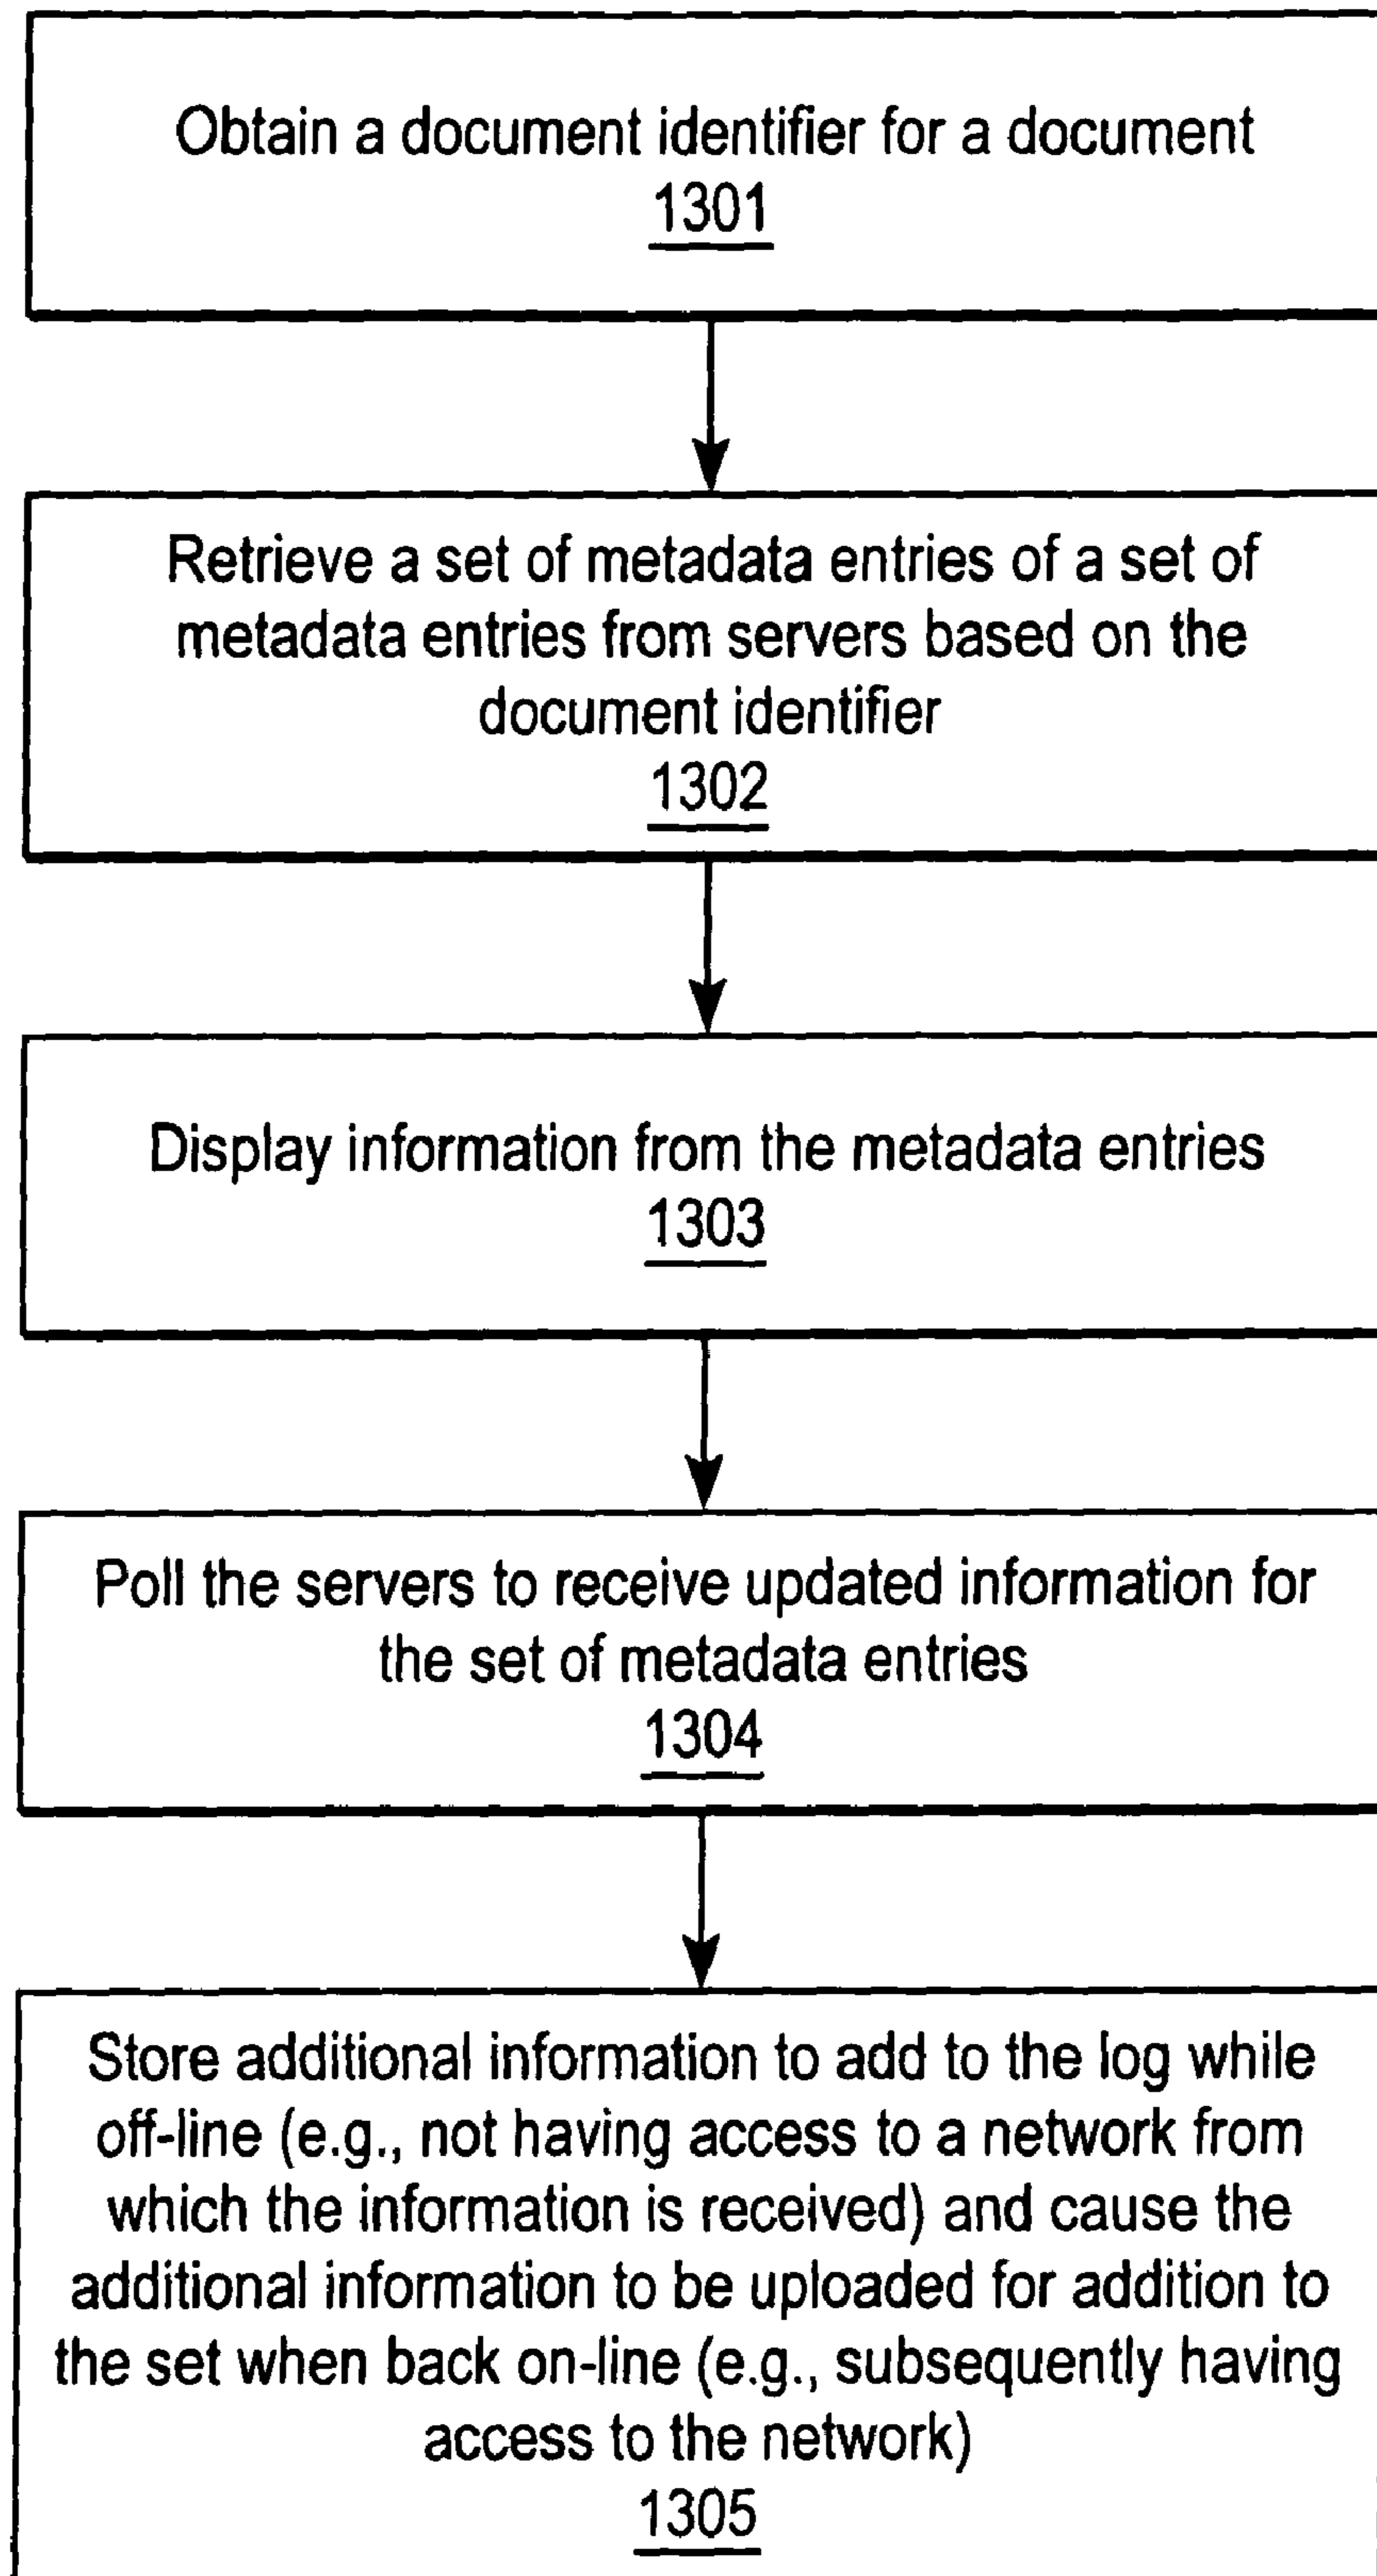 Obtain a document identifier for a document
1301
Retrieve a set of metadata entries of a set of
metadata entries from servers based on the
document identifier
1302
Display information from the metadata entries
1303
Poll the servers to receive updated information for
the set of metadata entries
1304
Store additional information to add to the log while
off-line (e.g., not having access to a network from
which the information is received) and cause the
additional information to be uploaded for addition to
the set when back on-line (e.g., subsequently having
access to the network)
1305